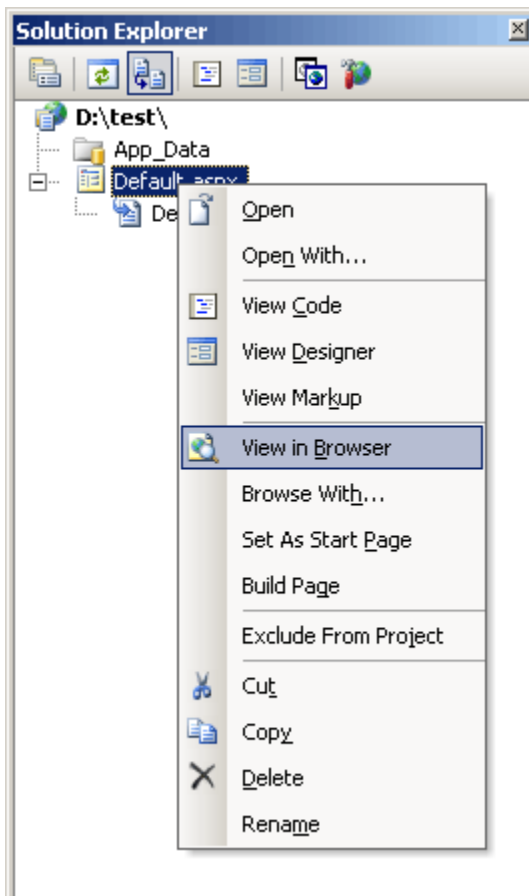 Solution Explorer
D:\test\
App_Data
Default.aspx
De
Open
Open With...
View Code
View Designer
View Markup
View in Browser
Browse With...
Set As Start Page
Build Page
Exclude From Project
Cut
Copy
Delete
Rename